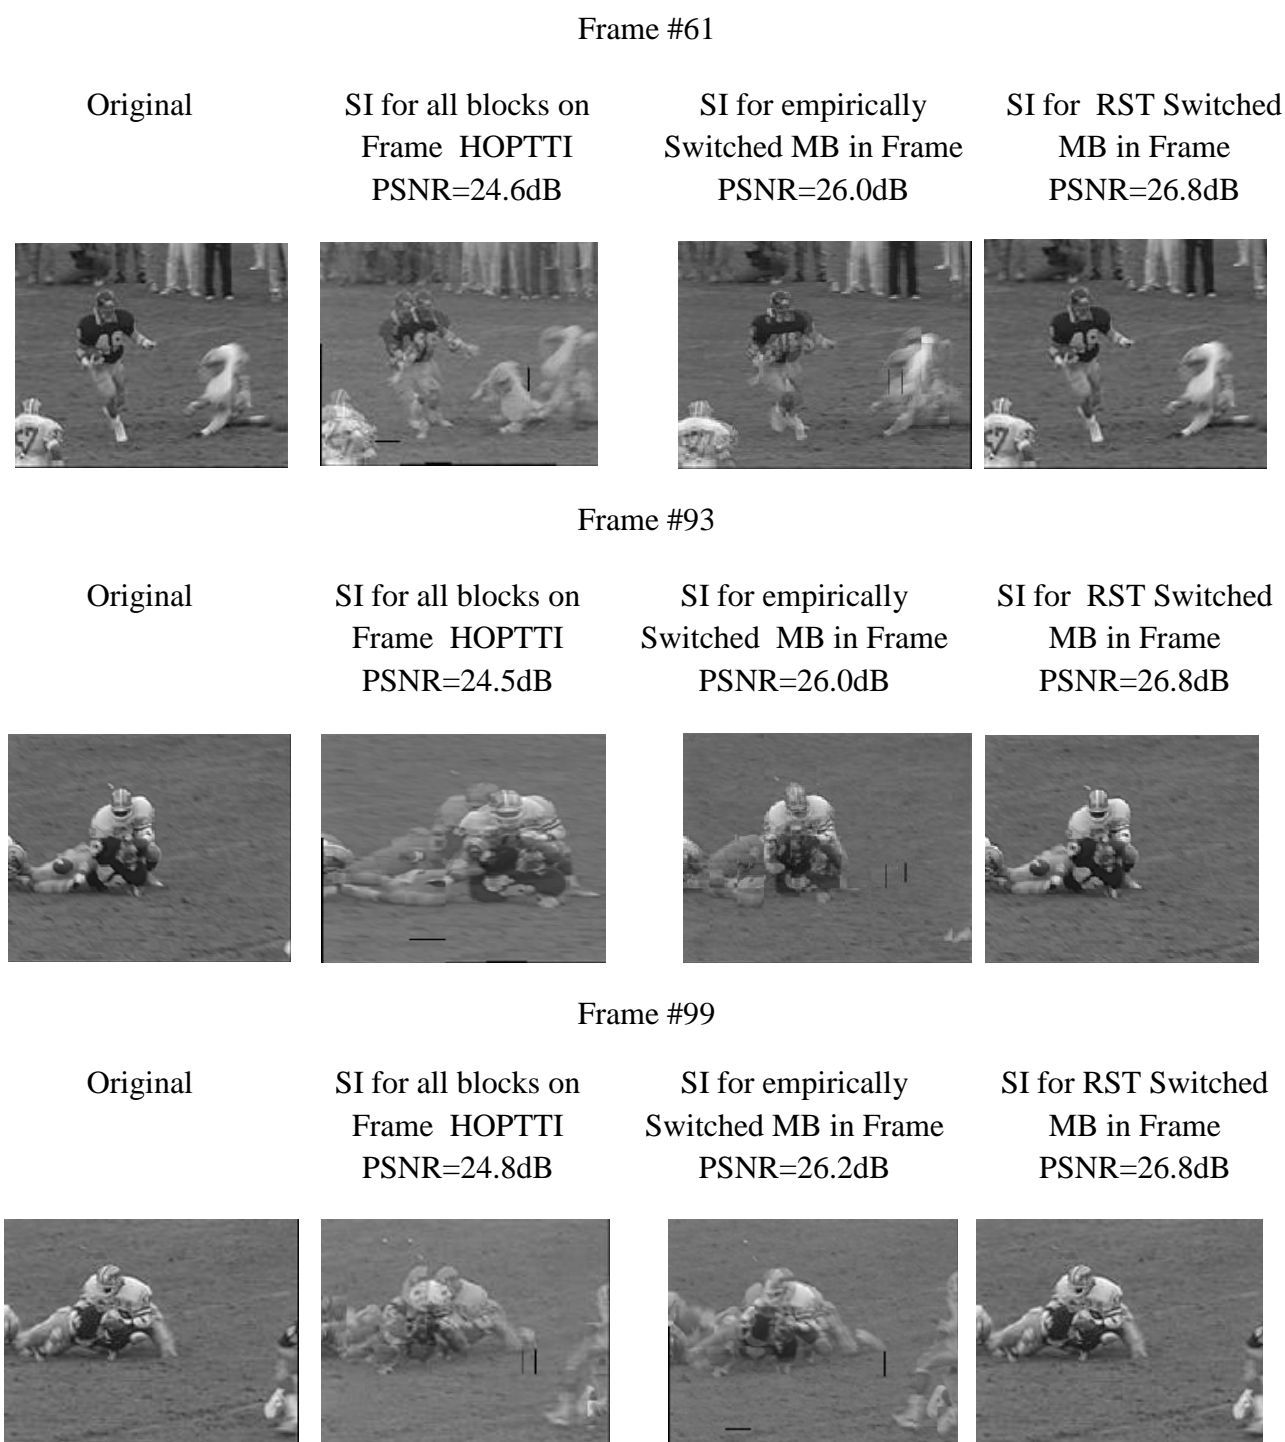 Frame #61
Original
SI for all blocks on
Frame HOPTTI
PSNR=24.6dB
SI for empirically
Switched MB in Frame
PSNR=26.0dB
SI for RST Switched
MB in Frame
PSNR=26.8dB
49
57
Frame #93
Original
SI for all blocks on
Frame HOPTTI
PSNR=24.5dB
SI for empirically
Switched MB in Frame
PSNR=26.0dB
SI for RST Switched
MB in Frame
PSNR=26.8dB
Frame #99
Original
SI for all blocks on
Frame HOPTTI
PSNR=24.8dB
SI for empirically
Switched MB in Frame
PSNR=26.2dB
SI for RST Switched
MB in Frame
PSNR=26.8dB